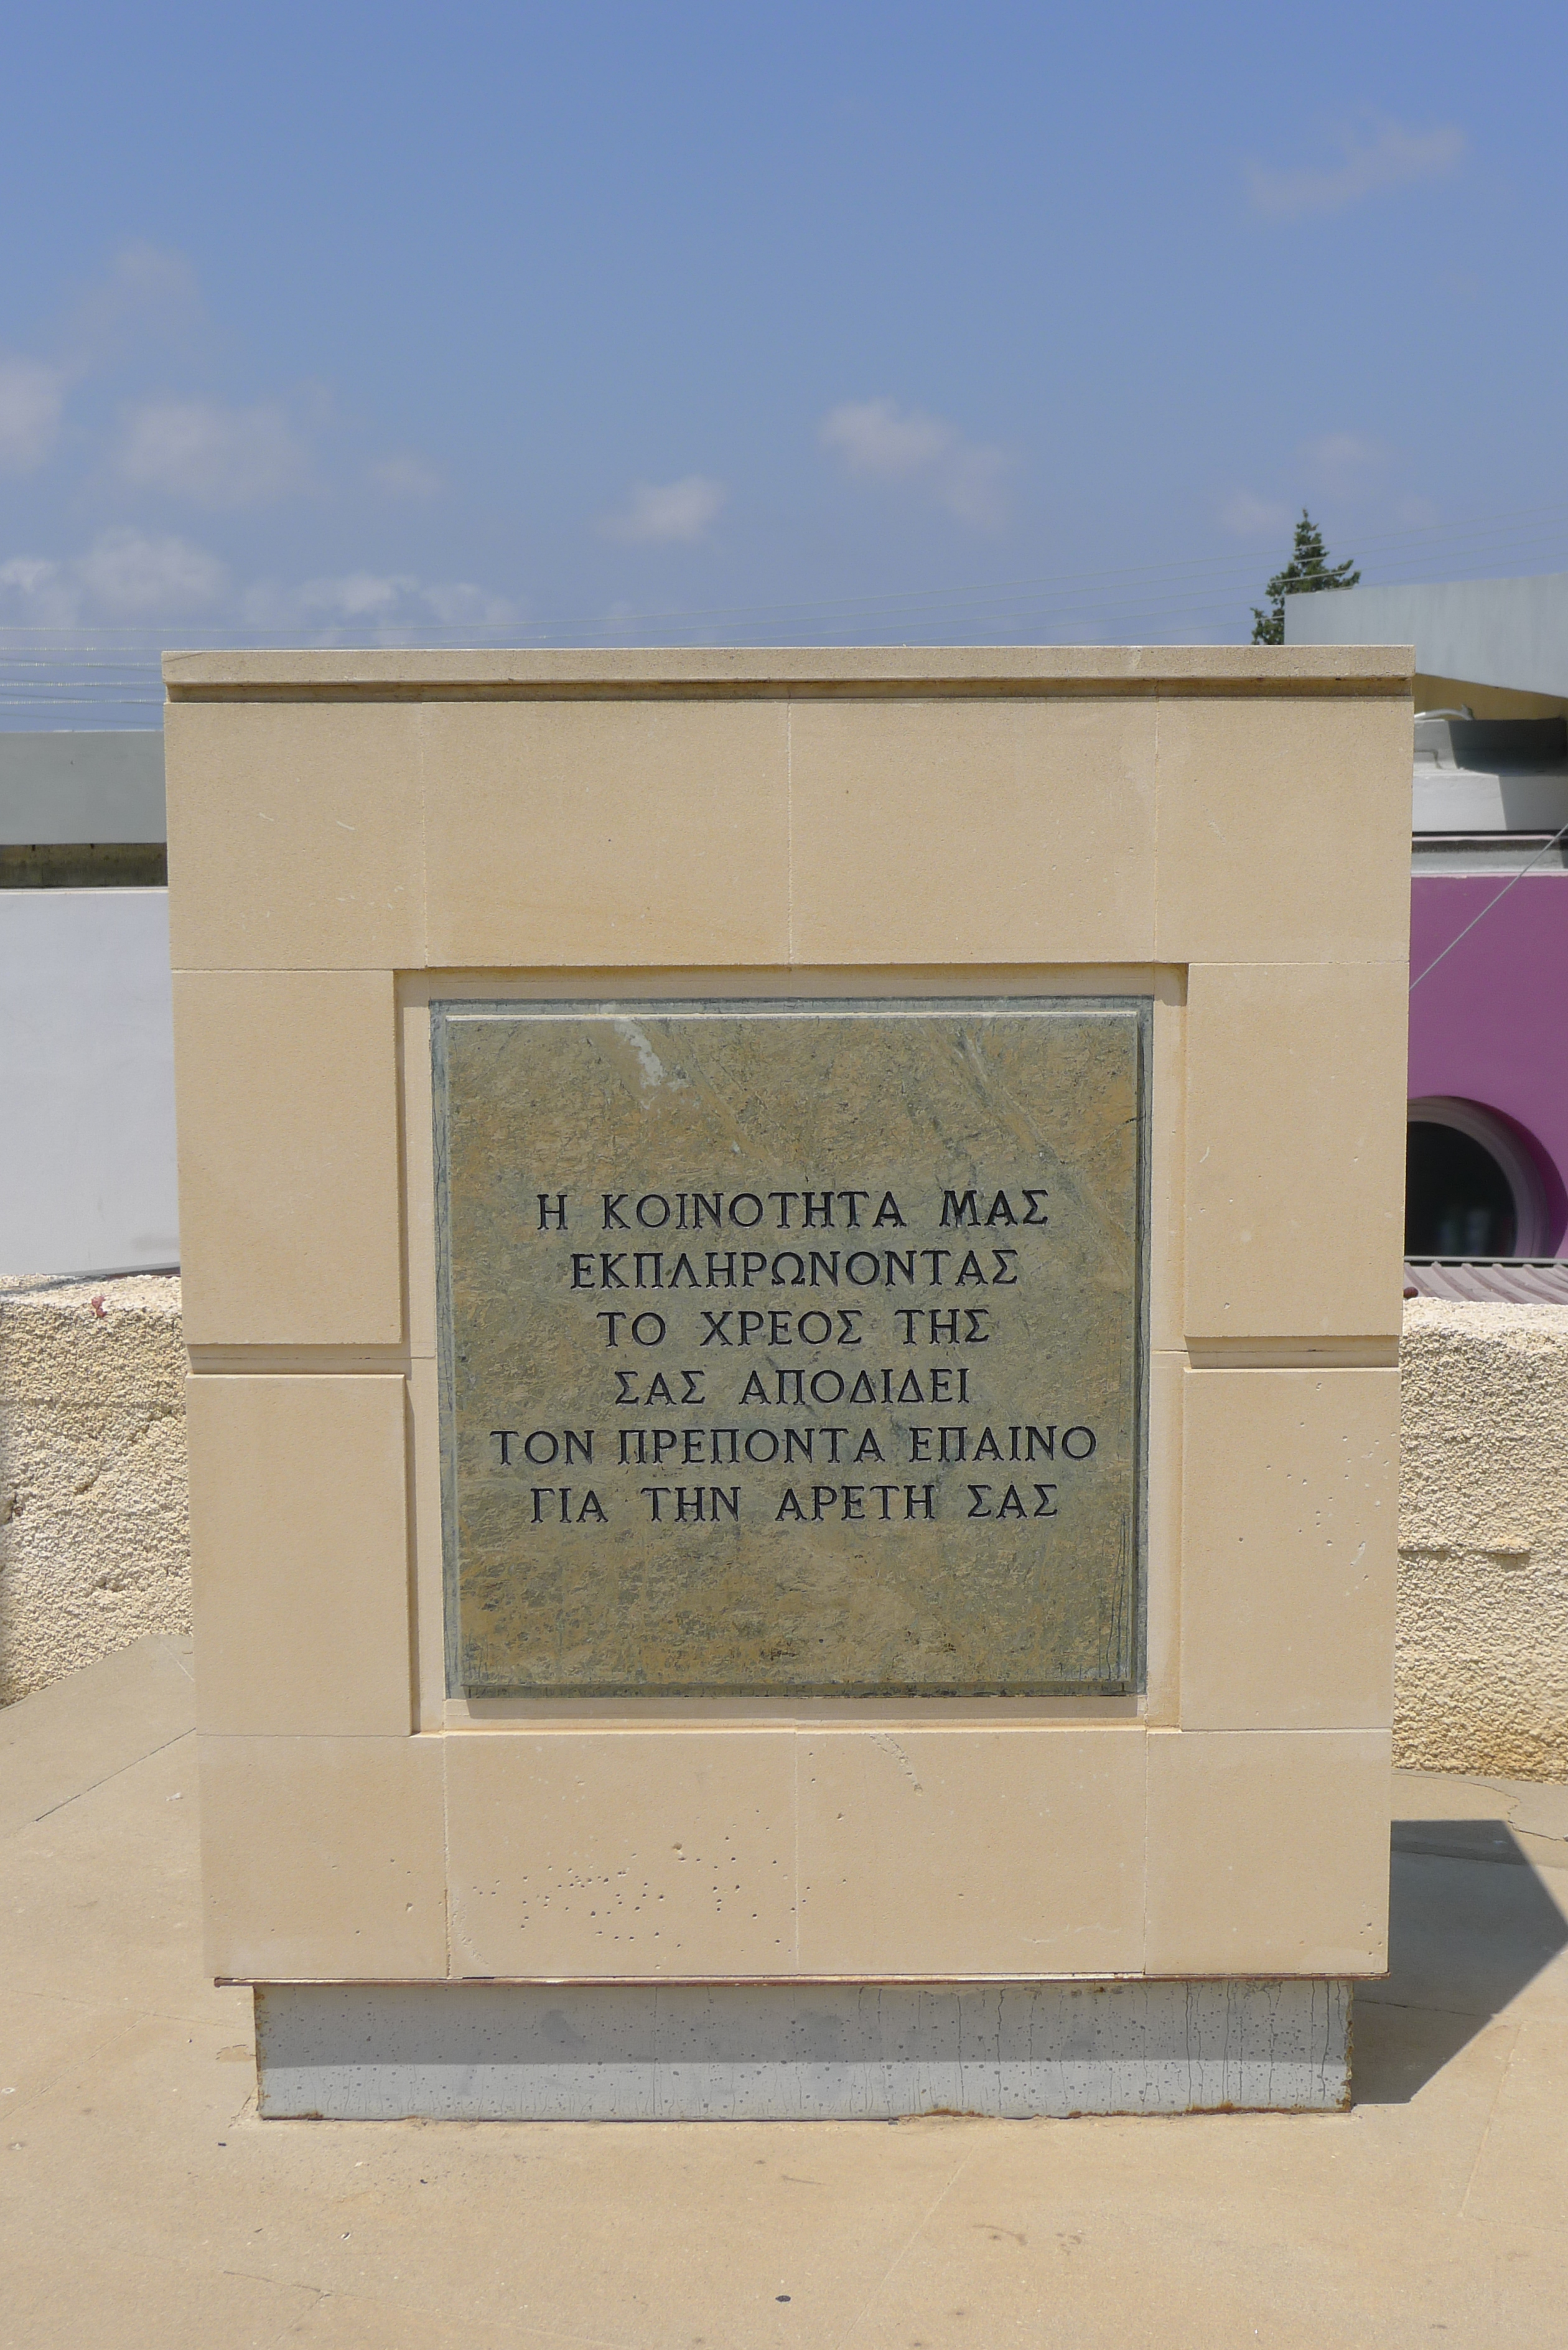 Η ΚΟΙΝΟΤΗΤΑ ΜΑΣ
ΕΚΠΛΗΡΩΝΟΝΤΑΣ
ΤΟ ΧΡΕΟΣ ΤΗΣ
ΣΑΣ ΑΠΟΔΙΔΕΙ
ΤΟΝ ΠΡΕΠΟΝΤΑ ΕΠΑΙΝΟ
ΓΙΑ ΤΗΝ ΑΡΕΤΗ ΣΑΣ